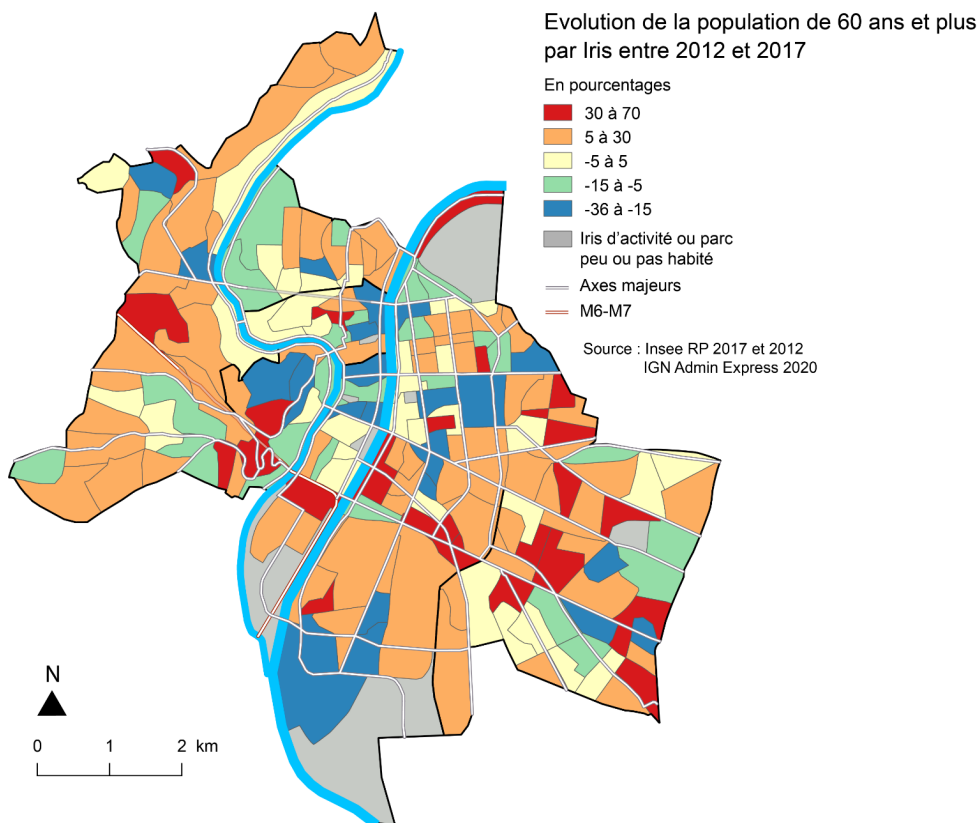 Evolution de la population de 60 ans et plus
par Iris entre 2012 et 2017
En pourcentages
30 à 70
5 à 30
-5 à 5
-15 à -5
-36 à -15
Iris d'activité ou parc
peu ou pas habité
Axes majeurs
M6-M7
Source : Insee RP 2017 et 2012
IGN Admin Express 2020
N
0 1 2 km